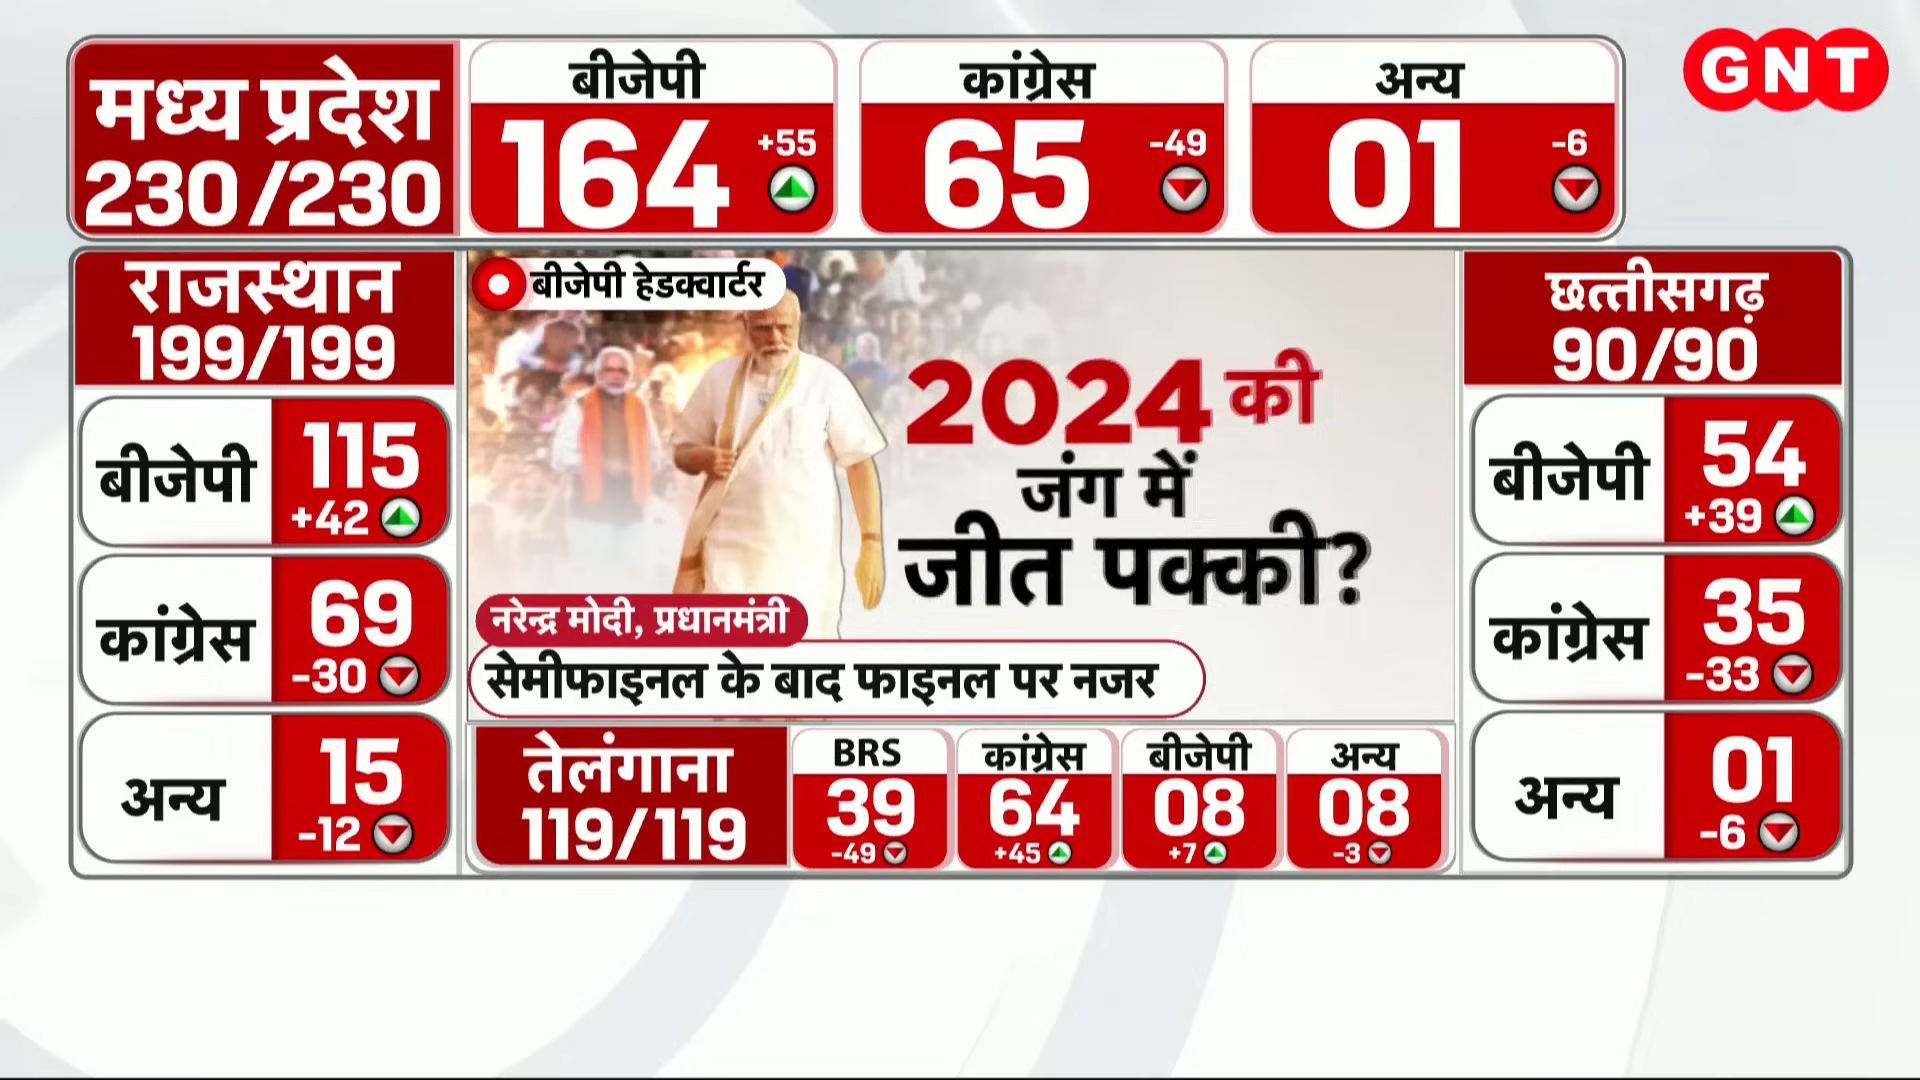 मध्य प्रदेश
230/230
बीजेपी
164
+55
कांग्रेस
65
-49
अन्य
01
-6
GNT
राजस्थान
199/199
बीजेपी
115
+42
कांग्रेस
69
-30
अन्य
15
-12
बीजेपी हेडक्वार्टर
2024 की
जंग में
जीत पक्की?
नरेन्द्र मोदी, प्रधानमंत्री
सेमीफाइनल के बाद फाइनल पर नजर
तेलंगाना
119/119
BRS
39
-49
कांग्रेस
64
+45
बीजेपी
08
+7
अन्य
08
-3
छत्तीसगढ़
90/90
बीजेपी
54
+39
कांग्रेस
35
-33
अन्य
01
-6